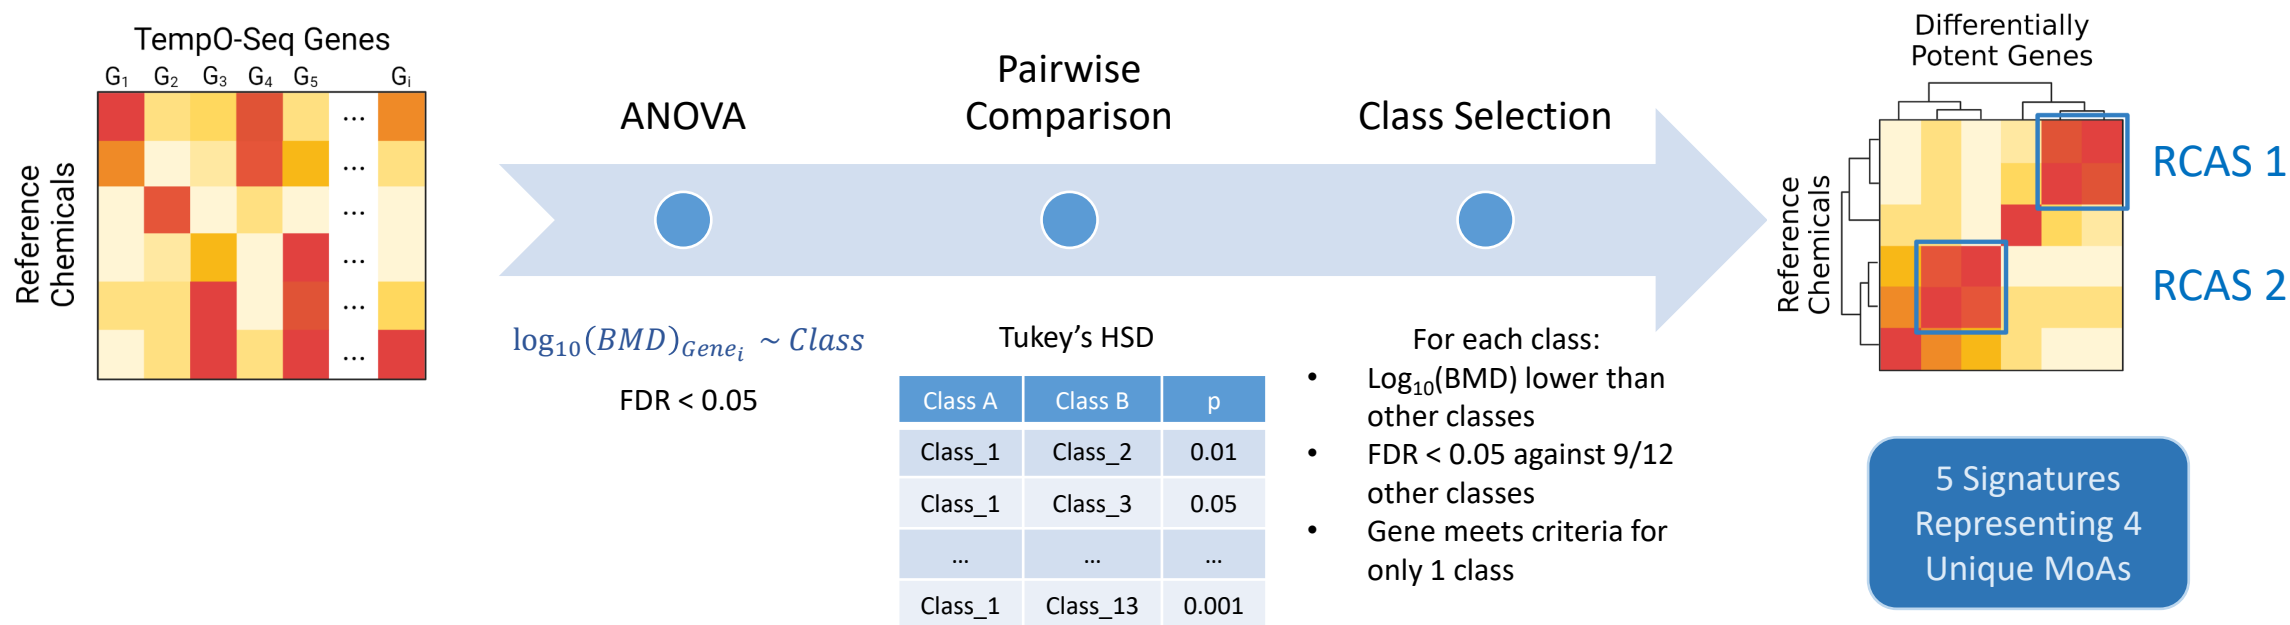 TempO-Seq Genes
G₁ G₂ G₃ G₄ G₅ ... Gᵢ
Reference
Chemicals
...
...
...
...
...
...
ANOVA
Pairwise
Comparison
Class Selection
log₁₀(BMD)_Geneᵢ ~ Class
FDR < 0.05
Tukey's HSD
Class A Class B p
Class_1 Class_2 0.01
Class_1 Class_3 0.05
... ... ...
Class_1 Class_13 0.001
For each class:
• Log₁₀(BMD) lower than
other classes
• FDR < 0.05 against 9/12
other classes
• Gene meets criteria for
only 1 class
Differentially
Potent Genes
Reference
Chemicals
RCAS 1
RCAS 2
5 Signatures
Representing 4
Unique MoAs